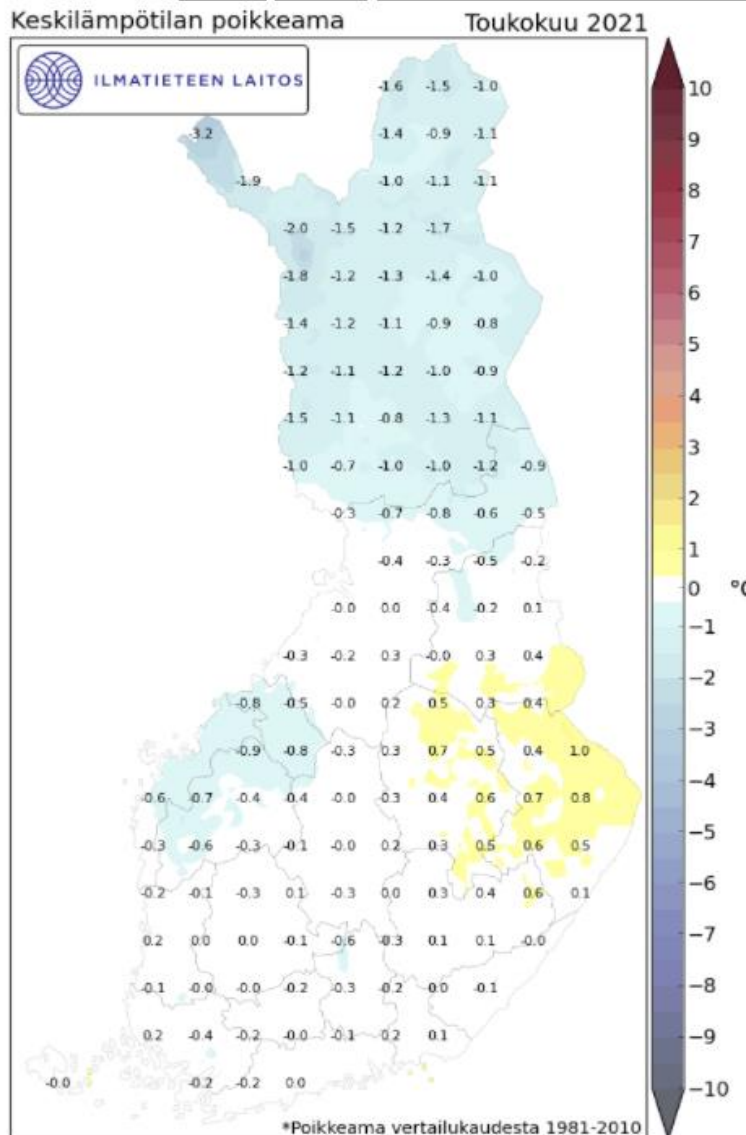 Keskilämpötilan poikkeama Toukokuu 2021
ILMATIETEEN LAITOS
-1.6 -1.5 -1.0
-3.2 -1.4 -0.9 -1.1
-1.9 -1.0 -1.1 -1.1
-2.0 -1.5 -1.2 -1.7
-1.8 -1.2 -1.3 -1.4 -1.0
-1.4 -1.2 -1.1 -0.9 -0.8
-1.2 -1.1 -1.2 -1.0 -0.9
-1.5 -1.1 -0.8 -1.3 -1.1
-1.0 -0.7 -1.0 -1.0 -1.2 -0.9
-0.3 -0.7 -0.8 -0.6 -0.5
-0.4 -0.3 -0.5 -0.2
-0.0 0.0 -0.4 -0.2 0.1
-0.3 -0.2 0.3 -0.0 0.3 0.4
-0.8 -0.5 -0.0 0.2 0.5 0.3 0.4
-0.9 -0.8 -0.3 0.3 0.7 0.5 0.4 1.0
-0.6 -0.7 -0.4 -0.4 -0.0 -0.3 0.4 0.6 0.7 0.8
-0.3 -0.6 -0.3 -0.1 -0.0 0.2 0.3 0.5 0.6 0.5
-0.2 -0.1 -0.3 0.1 -0.3 0.0 0.3 0.4 0.6 0.1
0.2 0.0 0.0 -0.1 -0.6 -0.3 0.1 0.1 -0.0
-0.1 -0.0 -0.0 -0.2 -0.3 -0.2 0.0 -0.1
0.2 -0.4 -0.2 -0.0 -0.1 0.2 0.1
-0.0 -0.2 -0.2 0.0
*Poikkeama vertailukaudesta 1981-2010
10
9
8
7
6
5
4
3
2
1
0
−1
−2
−3
−4
−5
−6
−7
−8
−9
−10